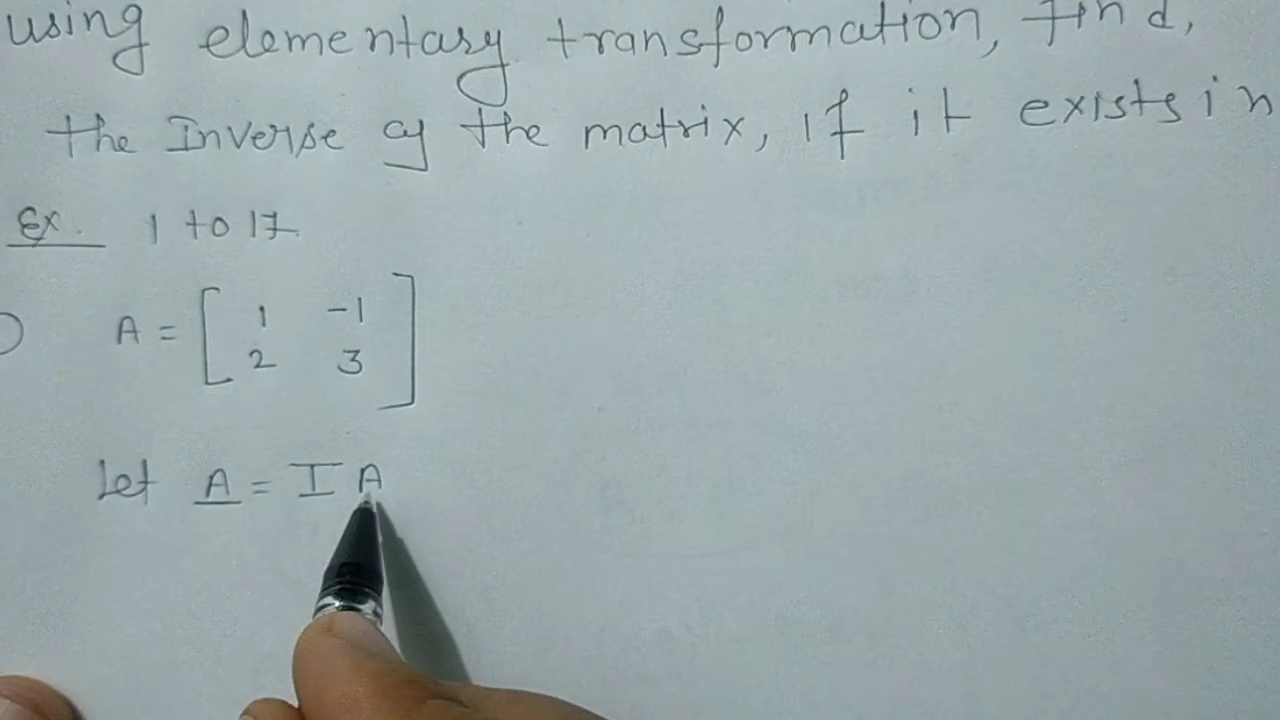 using elementary transformation, find,
the Inverse of the matrix, if it exists in
Ex. 1 to 17.
A = [ 1 -1
2 3 ]
Let A = I A